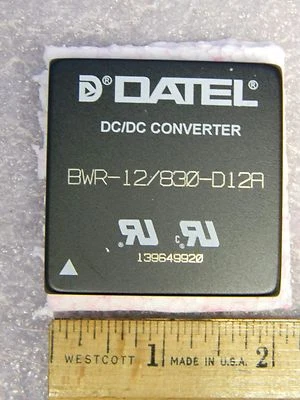 DATEL®
DC/DC CONVERTER
BWR-12/830-D12A
139649920
WESTCOTT 1 MADE IN U.S.A. 2